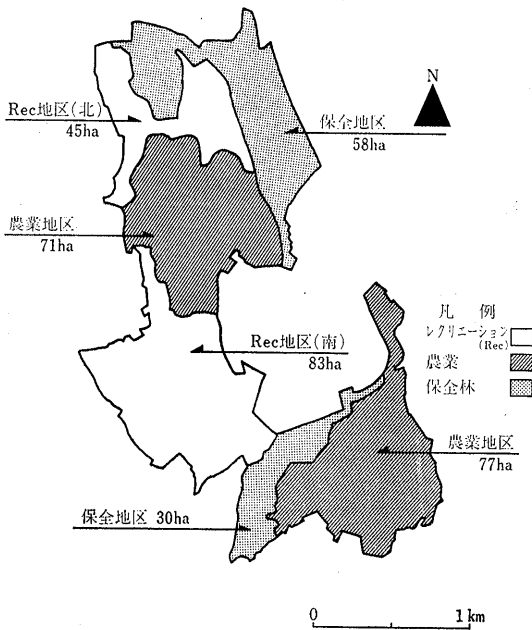 N
Rec地区(北)
45ha
保全地区
58ha
農業地区
71ha
凡 例
レクリエーション
(Rec)
農業
保全林
Rec地区(南)
83ha
農業地区
77ha
保全地区 30ha
0 1km